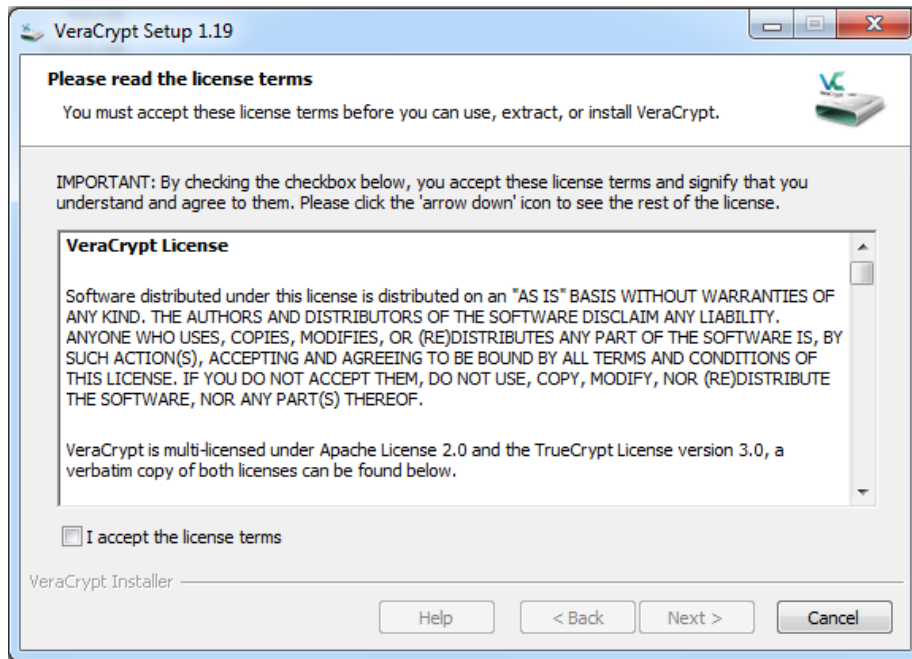 VeraCrypt Setup 1.19
Please read the license terms
You must accept these license terms before you can use, extract, or install VeraCrypt.
VC
IMPORTANT: By checking the checkbox below, you accept these license terms and signify that you
understand and agree to them. Please click the 'arrow down' icon to see the rest of the license.
VeraCrypt License
Software distributed under this license is distributed on an "AS IS" BASIS WITHOUT WARRANTIES OF
ANY KIND. THE AUTHORS AND DISTRIBUTORS OF THE SOFTWARE DISCLAIM ANY LIABILITY.
ANYONE WHO USES, COPIES, MODIFIES, OR (RE)DISTRIBUTES ANY PART OF THE SOFTWARE IS, BY
SUCH ACTION(S), ACCEPTING AND AGREEING TO BE BOUND BY ALL TERMS AND CONDITIONS OF
THIS LICENSE. IF YOU DO NOT ACCEPT THEM, DO NOT USE, COPY, MODIFY, NOR (RE)DISTRIBUTE
THE SOFTWARE, NOR ANY PART(S) THEREOF.
VeraCrypt is multi-licensed under Apache License 2.0 and the TrueCrypt License version 3.0, a
verbatim copy of both licenses can be found below.
I accept the license terms
VeraCrypt Installer
Help
< Back
Next >
Cancel